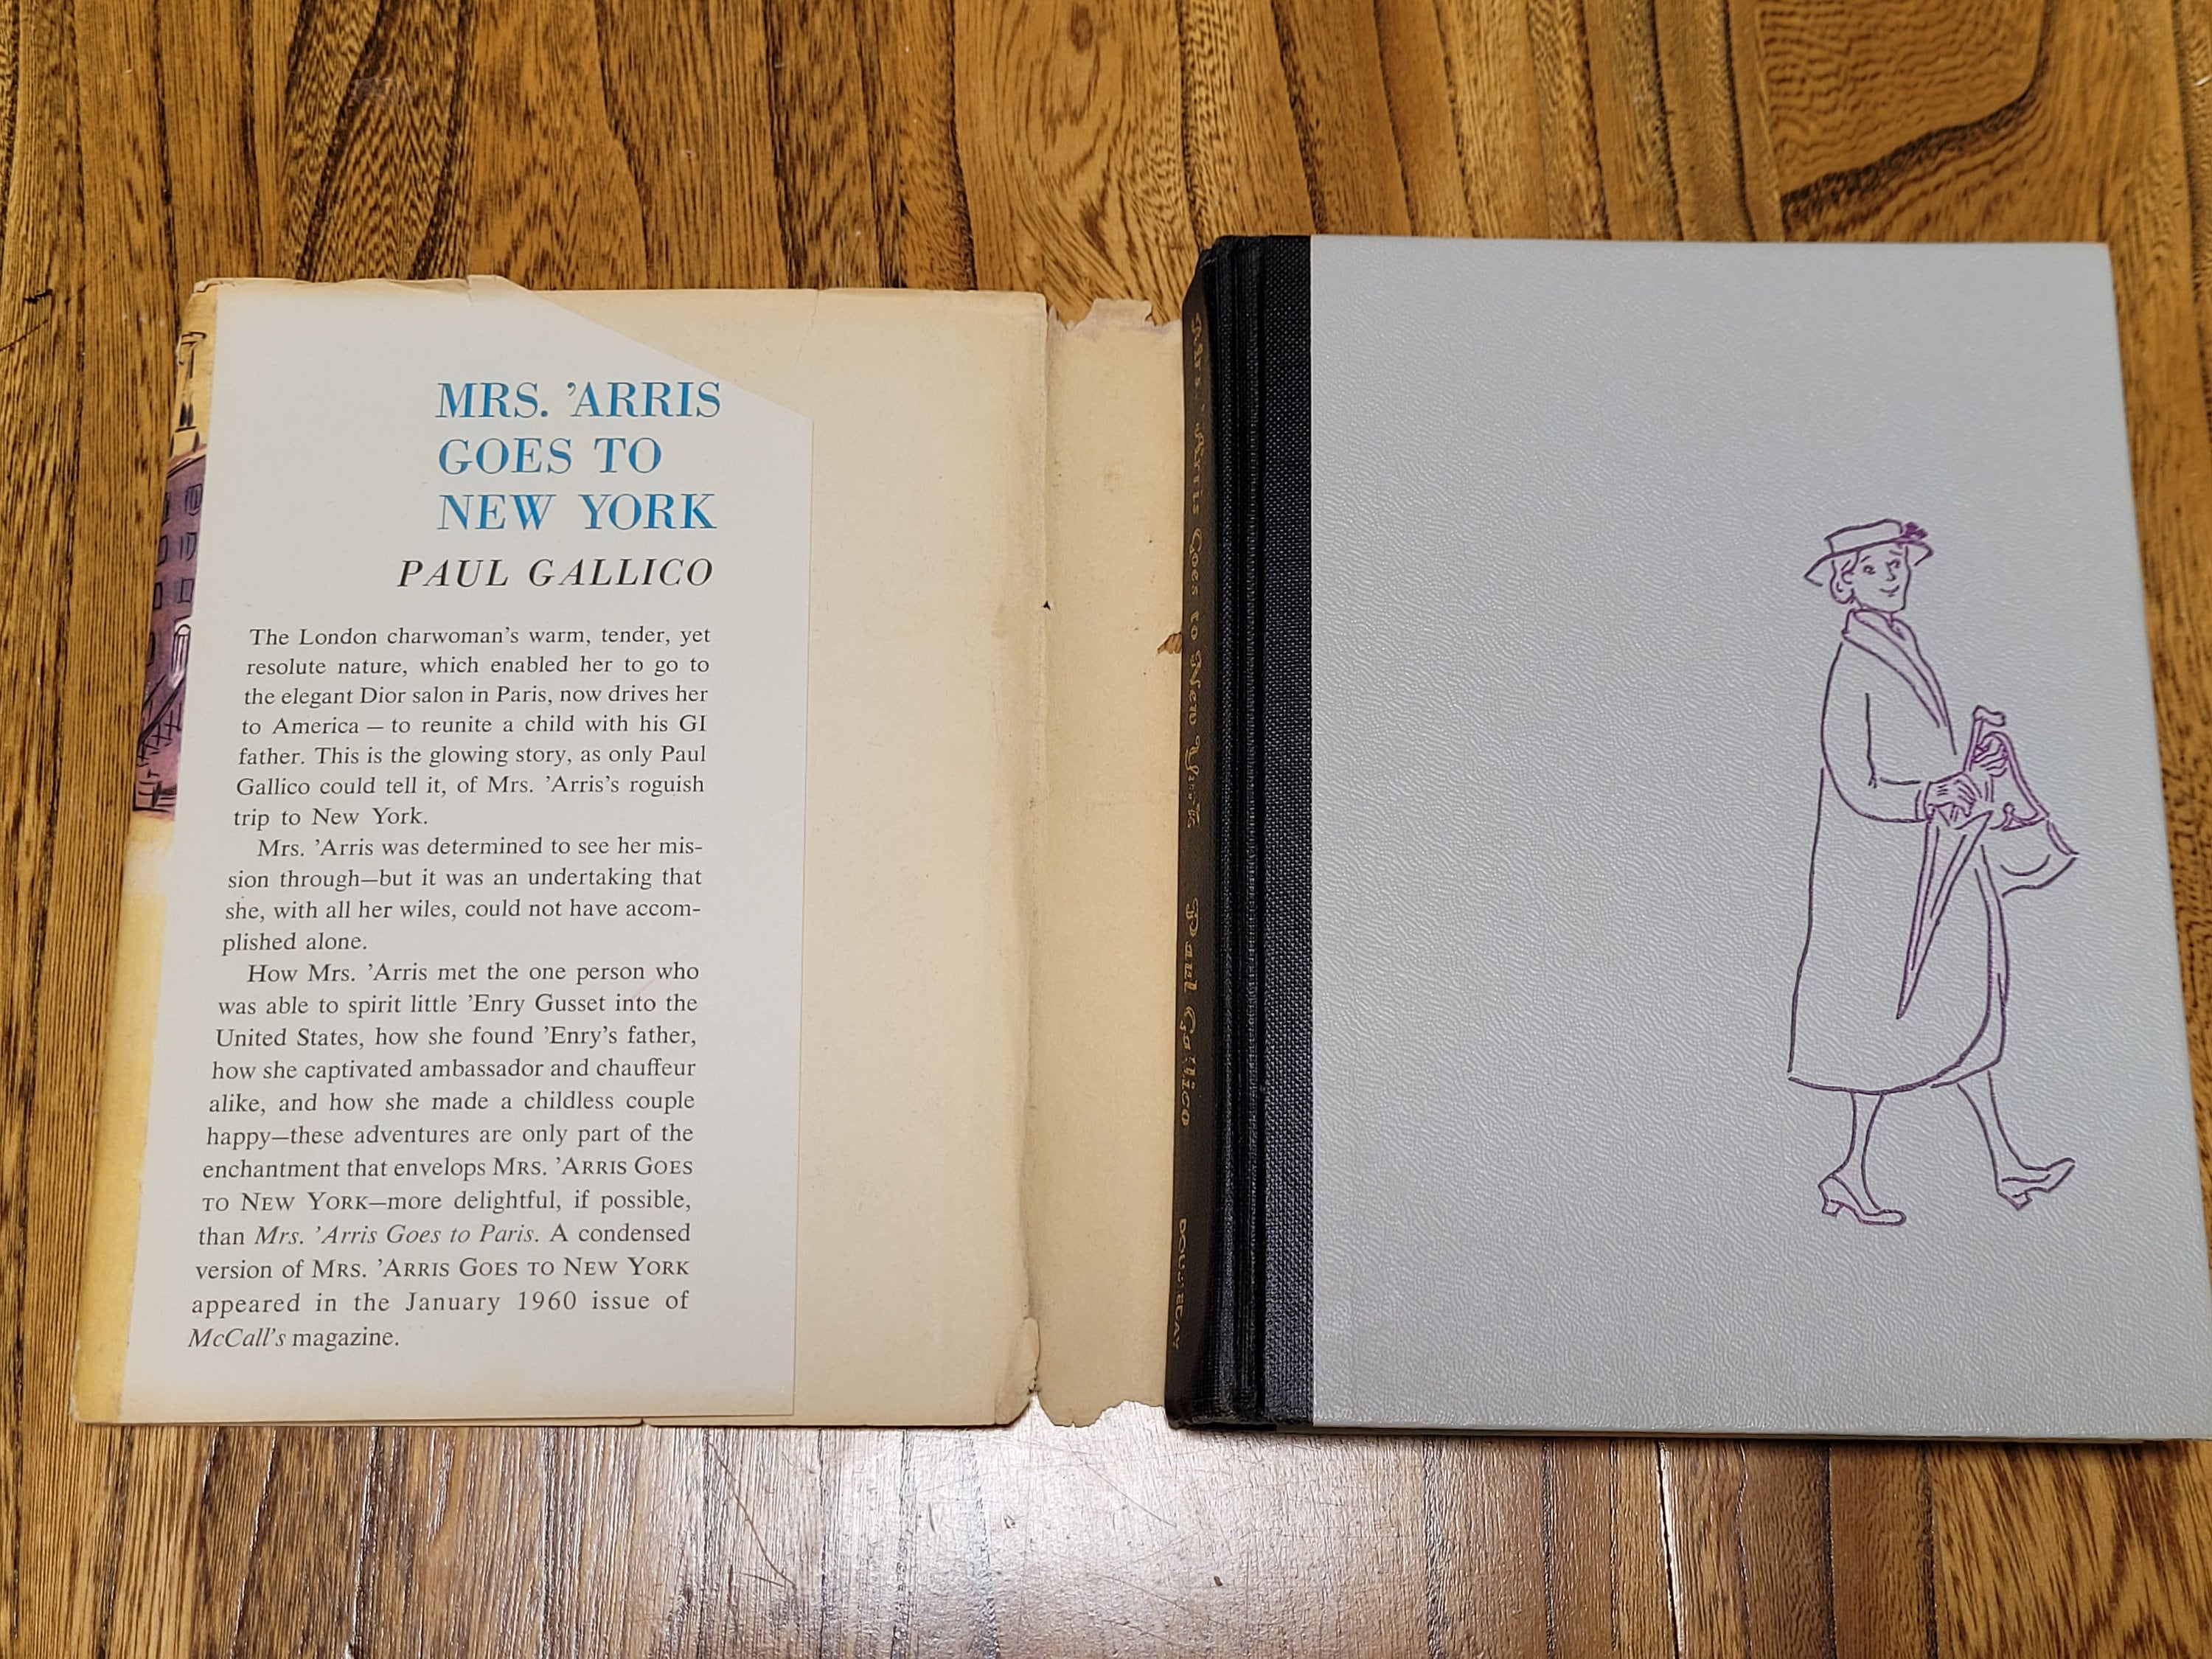 MRS. ’ARRIS
GOES TO
NEW YORK
PAUL GALLICO
The London charwoman’s warm, tender, yet
resolute nature, which enabled her to go to
the elegant Dior salon in Paris, now drives her
to America — to reunite a child with his GI
father. This is the glowing story, as only Paul
Gallico could tell it, of Mrs. ’Arris’s roguish
trip to New York.
Mrs. ’Arris was determined to see her mis-
sion through—but it was an undertaking that
she, with all her wiles, could not have accom-
plished alone.
How Mrs. ’Arris met the one person who
was able to spirit little ’Enry Gusset into the
United States, how she found ’Enry’s father,
how she captivated ambassador and chauffeur
alike, and how she made a childless couple
happy—these adventures are only part of the
enchantment that envelops MRS. ’ARRIS GOES
TO NEW YORK—more delightful, if possible,
than Mrs. ’Arris Goes to Paris. A condensed
version of MRS. ’ARRIS GOES TO NEW YORK
appeared in the January 1960 issue of
McCall’s magazine.
Mrs. ’Arris Goes to New York Paul Gallico DOUBLEDAY